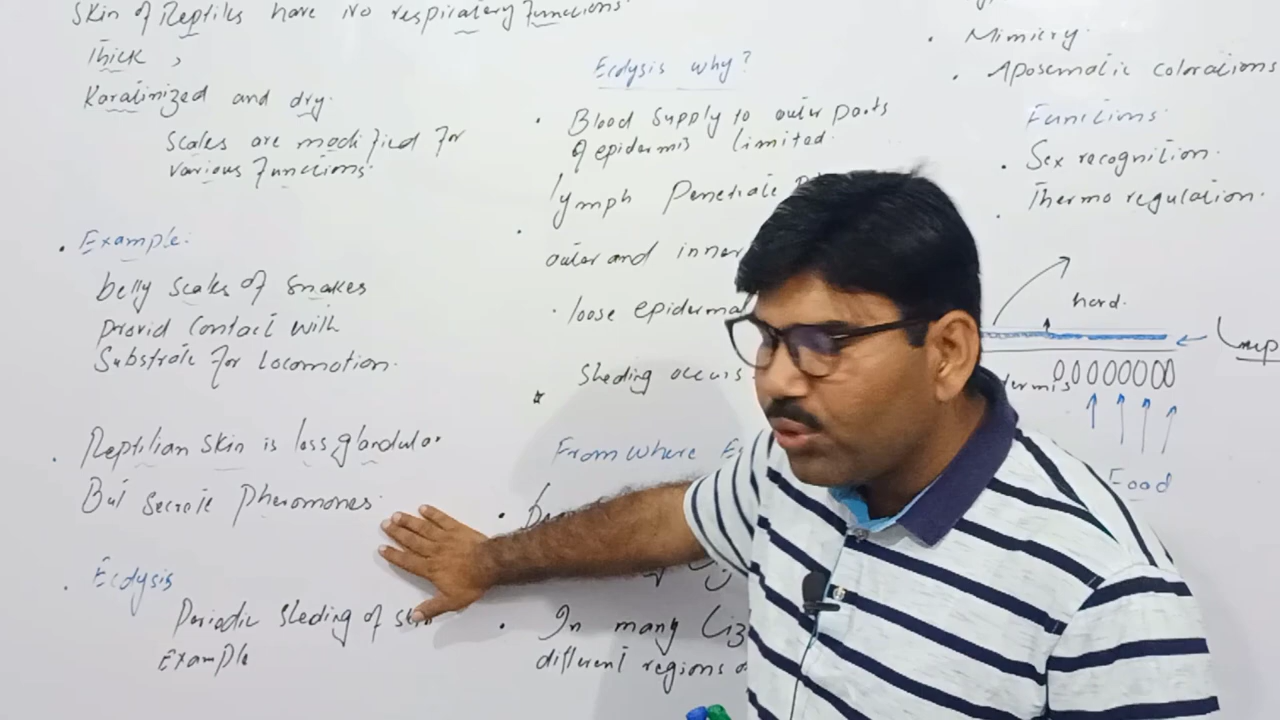 Skin of Reptiles have No respiratory functions.
Thick ,
Karatinized and dry.
Scales are modified for
various functions.
Example:
belly scales of snakes
provid contact with
Substrate for Locomotion.
Reptilian skin is less glandular
But secrete Pheromones.
Ecdysis
Periodic sheding of skin
Example
Ecdysis why?
Blood supply to outer parts
of epidermis limited.
lymph Penetrate
outer and inner
loose epidermal
Sheding occurs
From where
In many Liz
different regions
Mimicry.
Aposematic colorations
Functions.
Sex recognition.
Thermo regulation.
hard.
dermis
Food